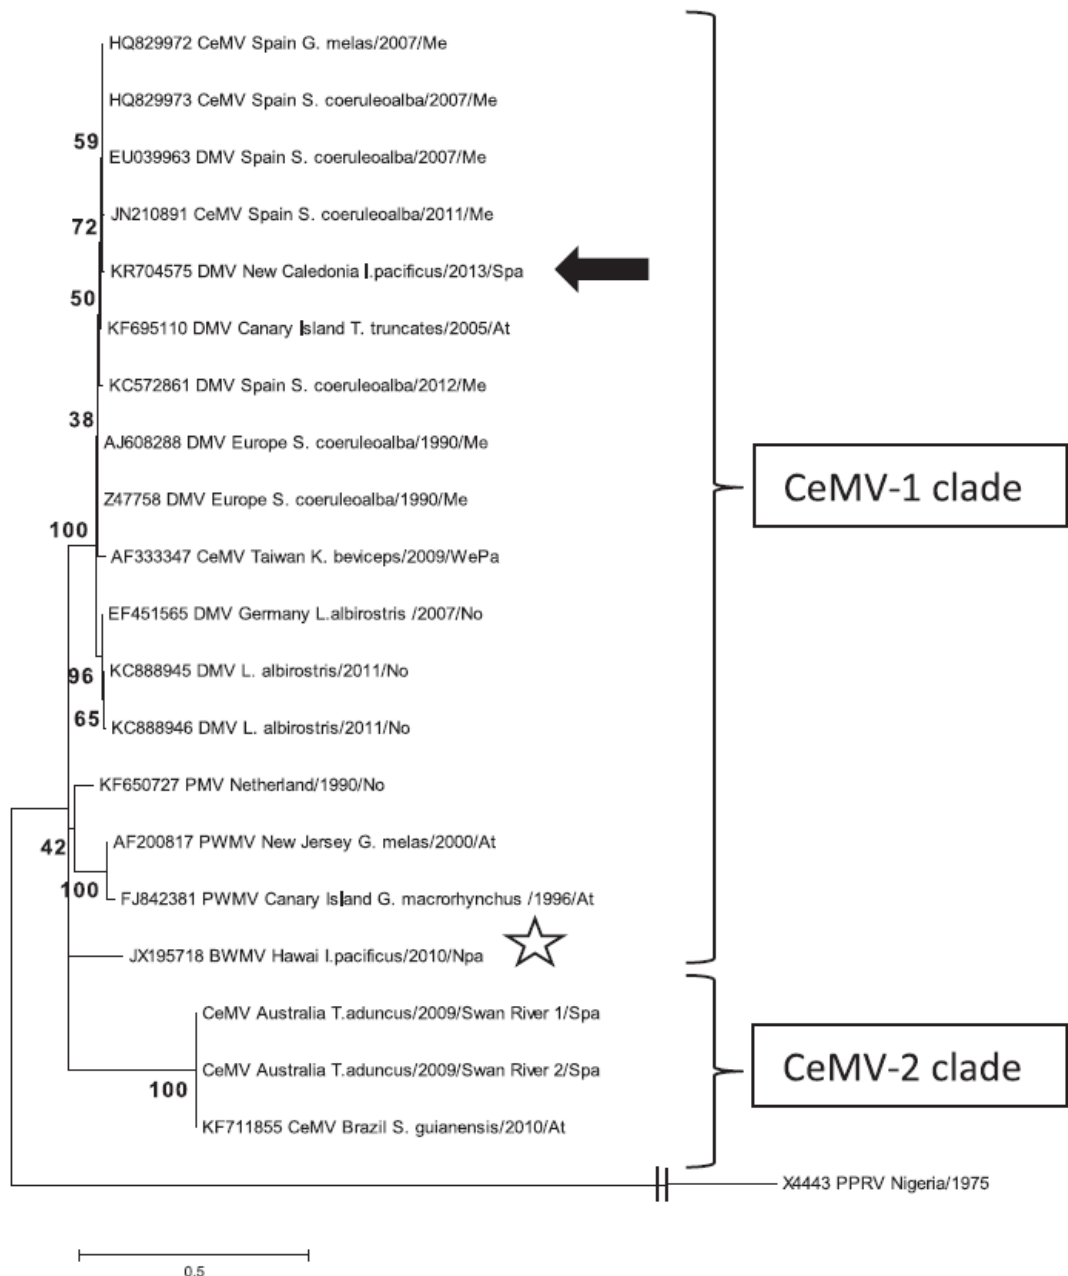 HQ829972 CeMV Spain G. melas/2007/Me
HQ829973 CeMV Spain S. coeruleoalba/2007/Me
59
EU039963 DMV Spain S. coeruleoalba/2007/Me
JN210891 CeMV Spain S. coeruleoalba/2011/Me
72
KR704575 DMV New Caledonia I.pacificus/2013/Spa
50
KF695110 DMV Canary Island T. truncates/2005/At
KC572861 DMV Spain S. coeruleoalba/2012/Me
38
AJ608288 DMV Europe S. coeruleoalba/1990/Me
CeMV-1 clade
Z47758 DMV Europe S. coeruleoalba/1990/Me
100
AF333347 CeMV Taiwan K. beviceps/2009/WePa
EF451565 DMV Germany L.albirostris /2007/No
KC888945 DMV L. albirostris/2011/No
96
65
KC888946 DMV L. albirostris/2011/No
KF650727 PMV Netherland/1990/No
AF200817 PWMV New Jersey G. melas/2000/At
42
100
FJ842381 PWMV Canary Island G. macrorhynchus /1996/At
JX195718 BWMV Hawai I.pacificus/2010/Npa
CeMV Australia T.aduncus/2009/Swan River 1/Spa
CeMV Australia T.aduncus/2009/Swan River 2/Spa
CeMV-2 clade
100
KF711855 CeMV Brazil S. guianensis/2010/At
X4443 PPRV Nigeria/1975
0.5